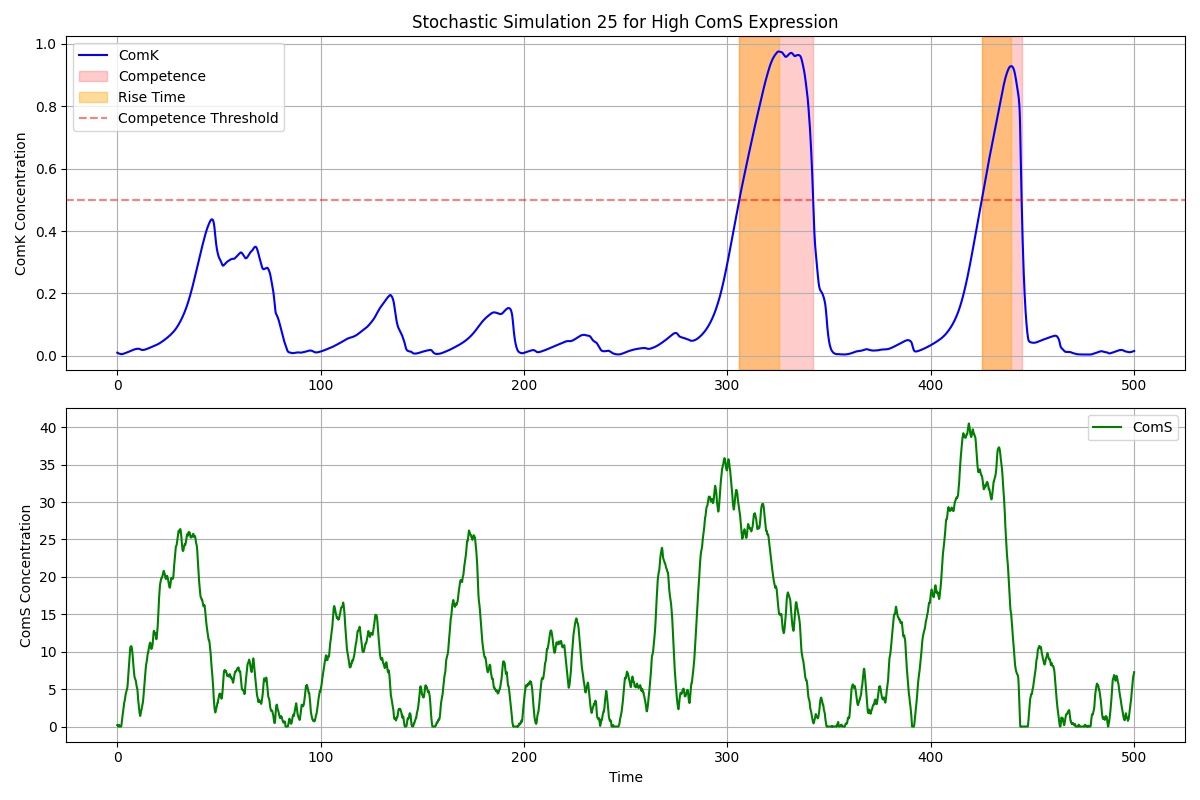 Stochastic Simulation 25 for High ComS Expression
ComK Concentration
1.0
0.8
0.6
0.4
0.2
0.0
ComK
Competence
Rise Time
Competence Threshold
0 100 200 300 400 500
ComS Concentration
40
35
30
25
20
15
10
5
0
ComS
0 100 200 300 400 500
Time